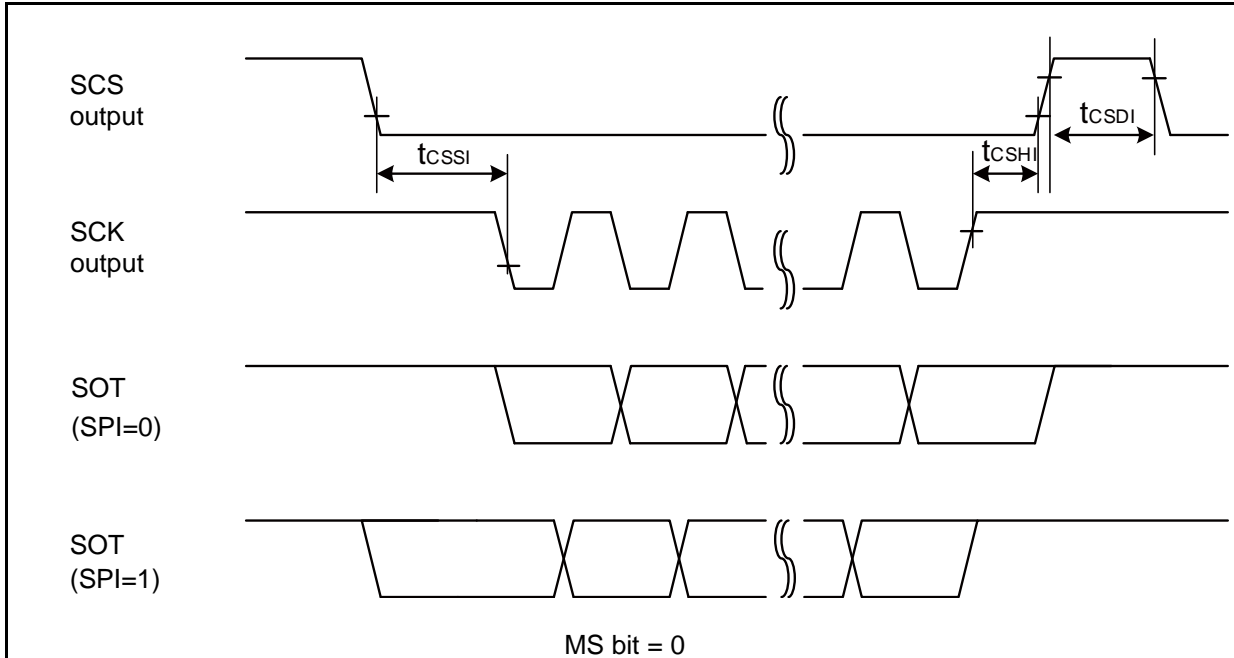 SCS
output
tCSDI
tCSSI
tCSHI
SCK
output
SOT
(SPI=0)
SOT
(SPI=1)
MS bit = 0